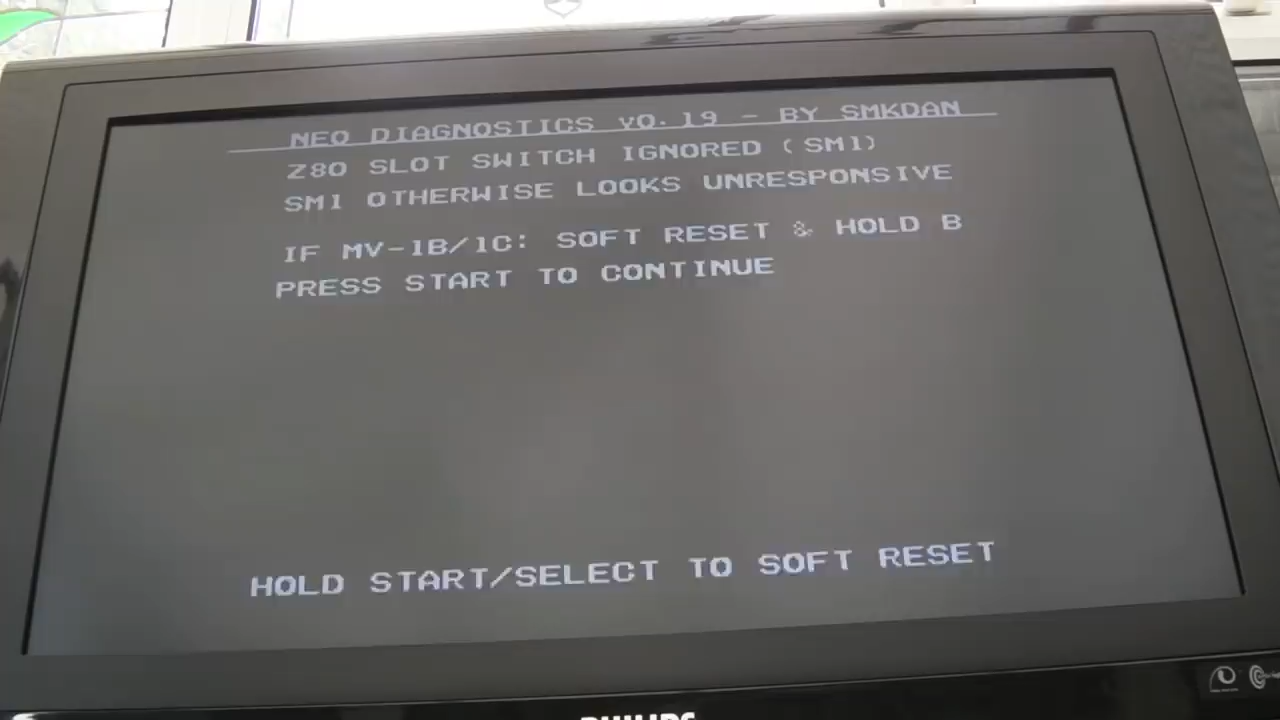 NEO DIAGNOSTICS v0.19 - BY SMKDAN
Z80 SLOT SWITCH IGNORED (SM1)
SM1 OTHERWISE LOOKS UNRESPONSIVE
IF MV-1B/1C: SOFT RESET & HOLD B
PRESS START TO CONTINUE
HOLD START/SELECT TO SOFT RESET
PHILIPS